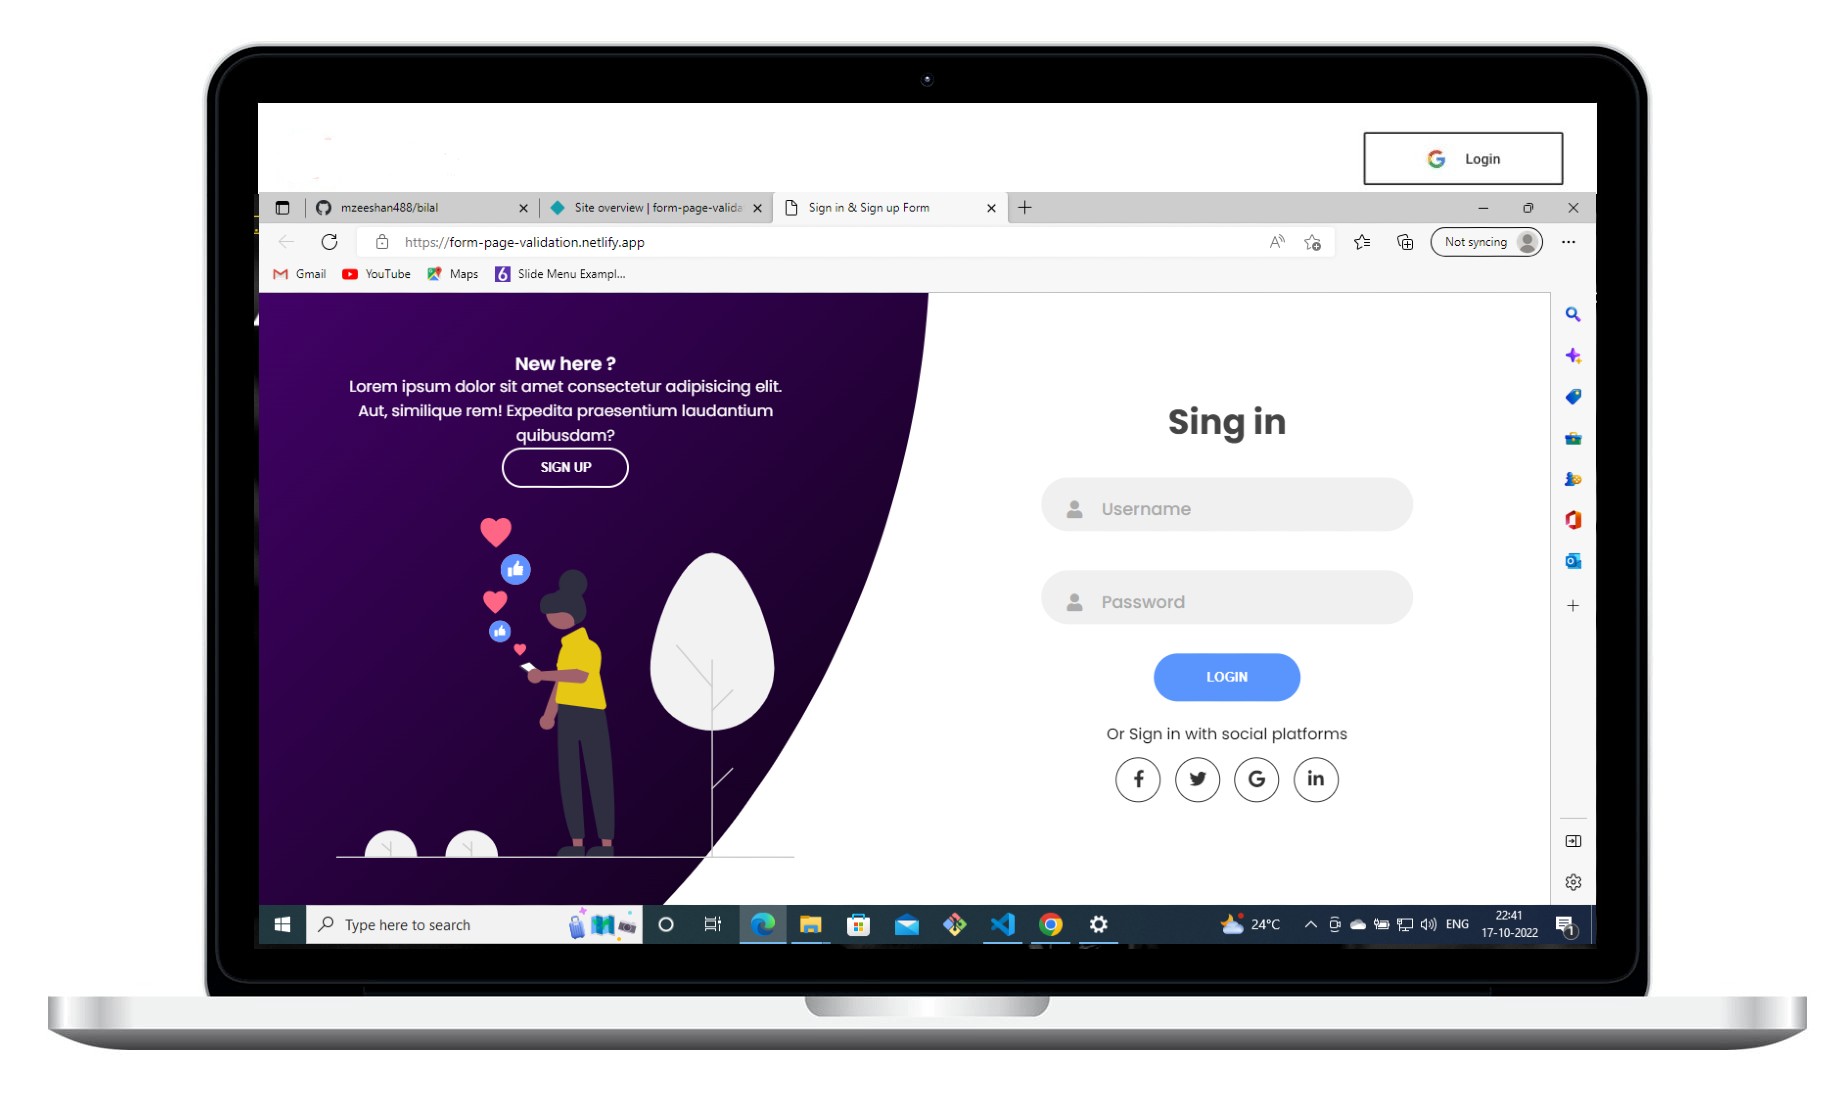 Login
mzeeshan488/bilal
Site overview | form-page-valida
Sign in & Sign up Form
https://form-page-validation.netlify.app
Not syncing
Gmail
YouTube
Maps
Slide Menu Exampl...
New here ?
Lorem ipsum dolor sit amet consectetur adipisicing elit.
Aut, similique rem! Expedita praesentium laudantium
quibusdam?
SIGN UP
Sing in
Username
Password
LOGIN
Or Sign in with social platforms
Type here to search
24°C
ENG
22:41
17-10-2022
1